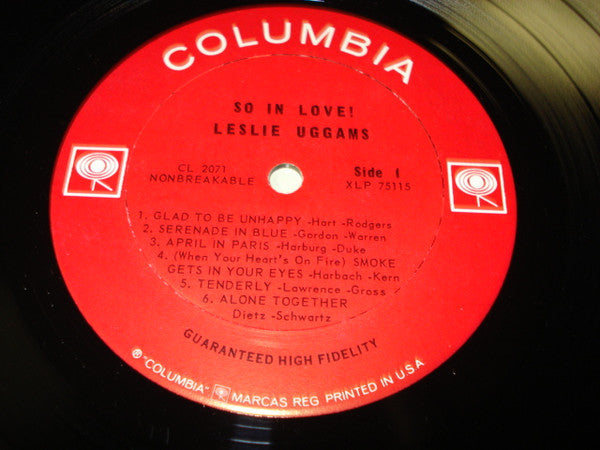 COLUMBIA
SO IN LOVE!
LESLIE UGGAMS
CL 2071
NONBREAKABLE
Side 1
XLP 75115
1. GLAD TO BE UNHAPPY -Hart -Rodgers
2. SERENADE IN BLUE -Gordon -Warren
3. APRIL IN PARIS -Harburg -Duke
4. (When Your Heart's On Fire) SMOKE
GETS IN YOUR EYES -Harbach -Kern
5. TENDERLY -Lawrence -Gross
6. ALONE TOGETHER
Dietz -Schwartz
GUARANTEED HIGH FIDELITY
® "COLUMBIA" MARCAS REG. PRINTED IN U.S.A.